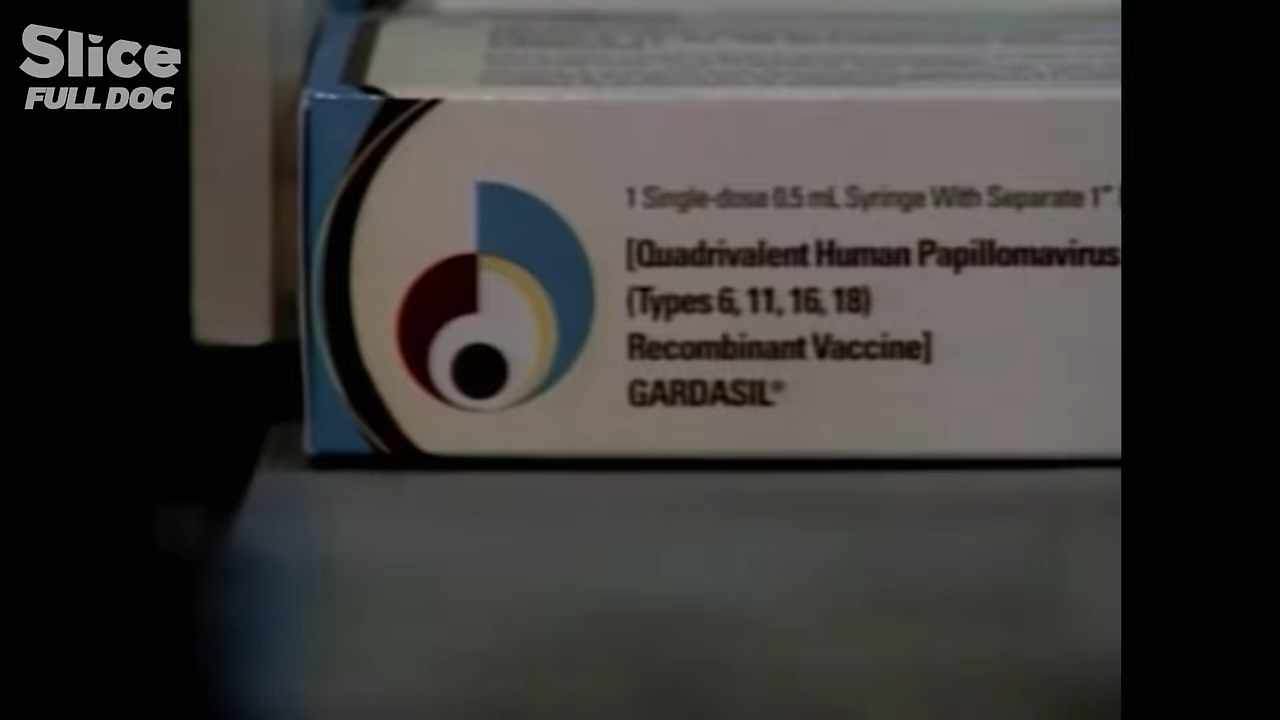 Slice
FULL DOC
1 Single-dose 0.5 mL Syringe With Separate 1"
[Quadrivalent Human Papillomavirus
(Types 6, 11, 16, 18)
Recombinant Vaccine]
GARDASIL®